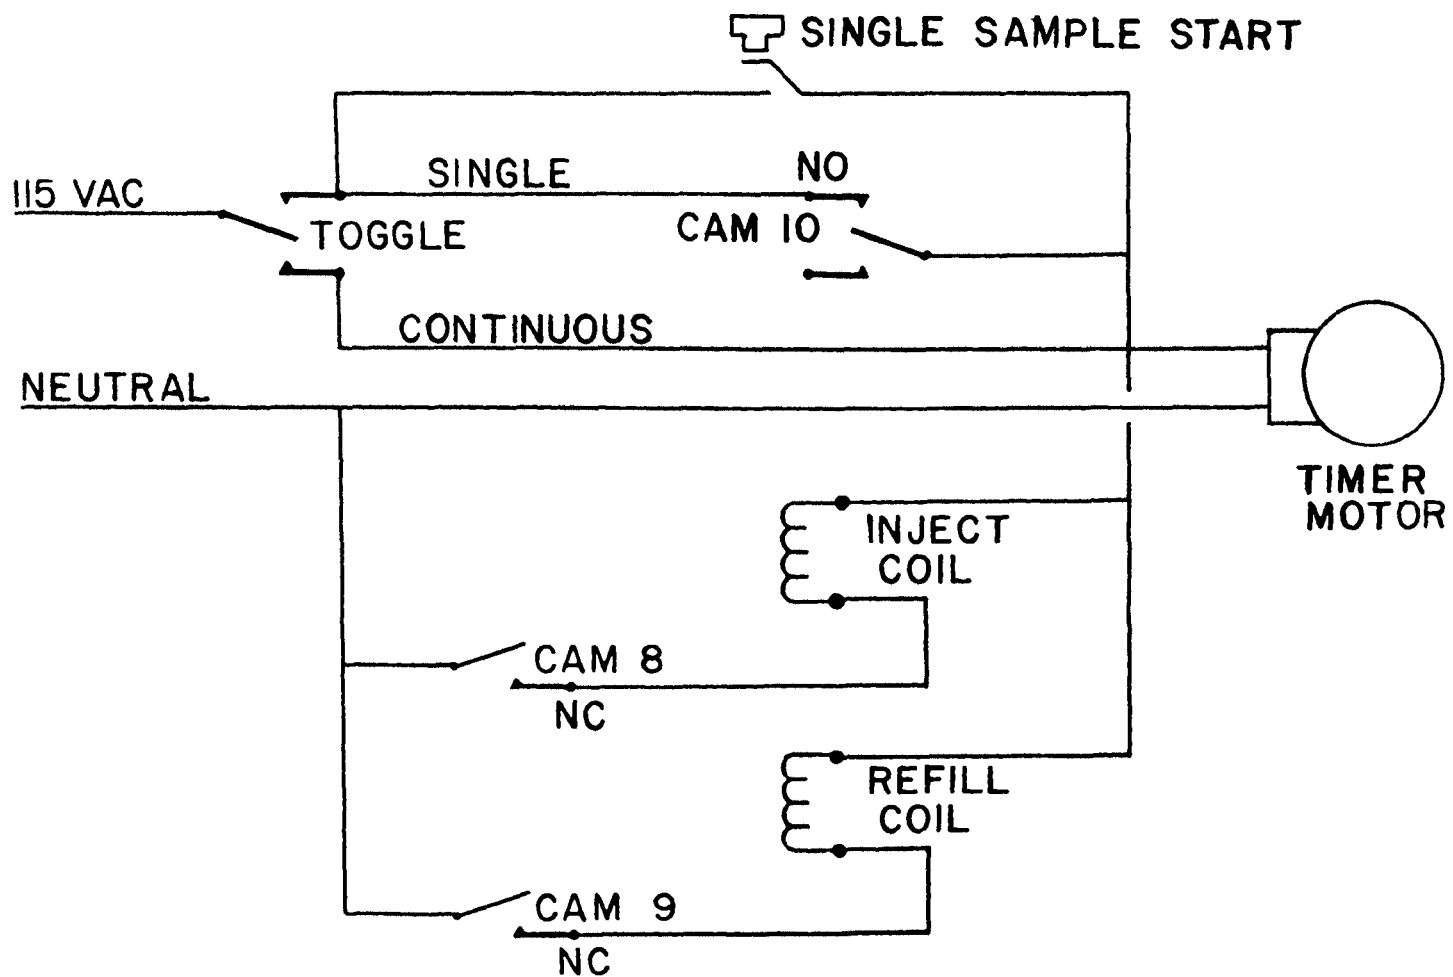 SINGLE SAMPLE START
SINGLE
NO
115 VAC
TOGGLE
CAM 10
CONTINUOUS
NEUTRAL
TIMER
MOTOR
INJECT
COIL
CAM 8
NC
REFILL
COIL
CAM 9
NC